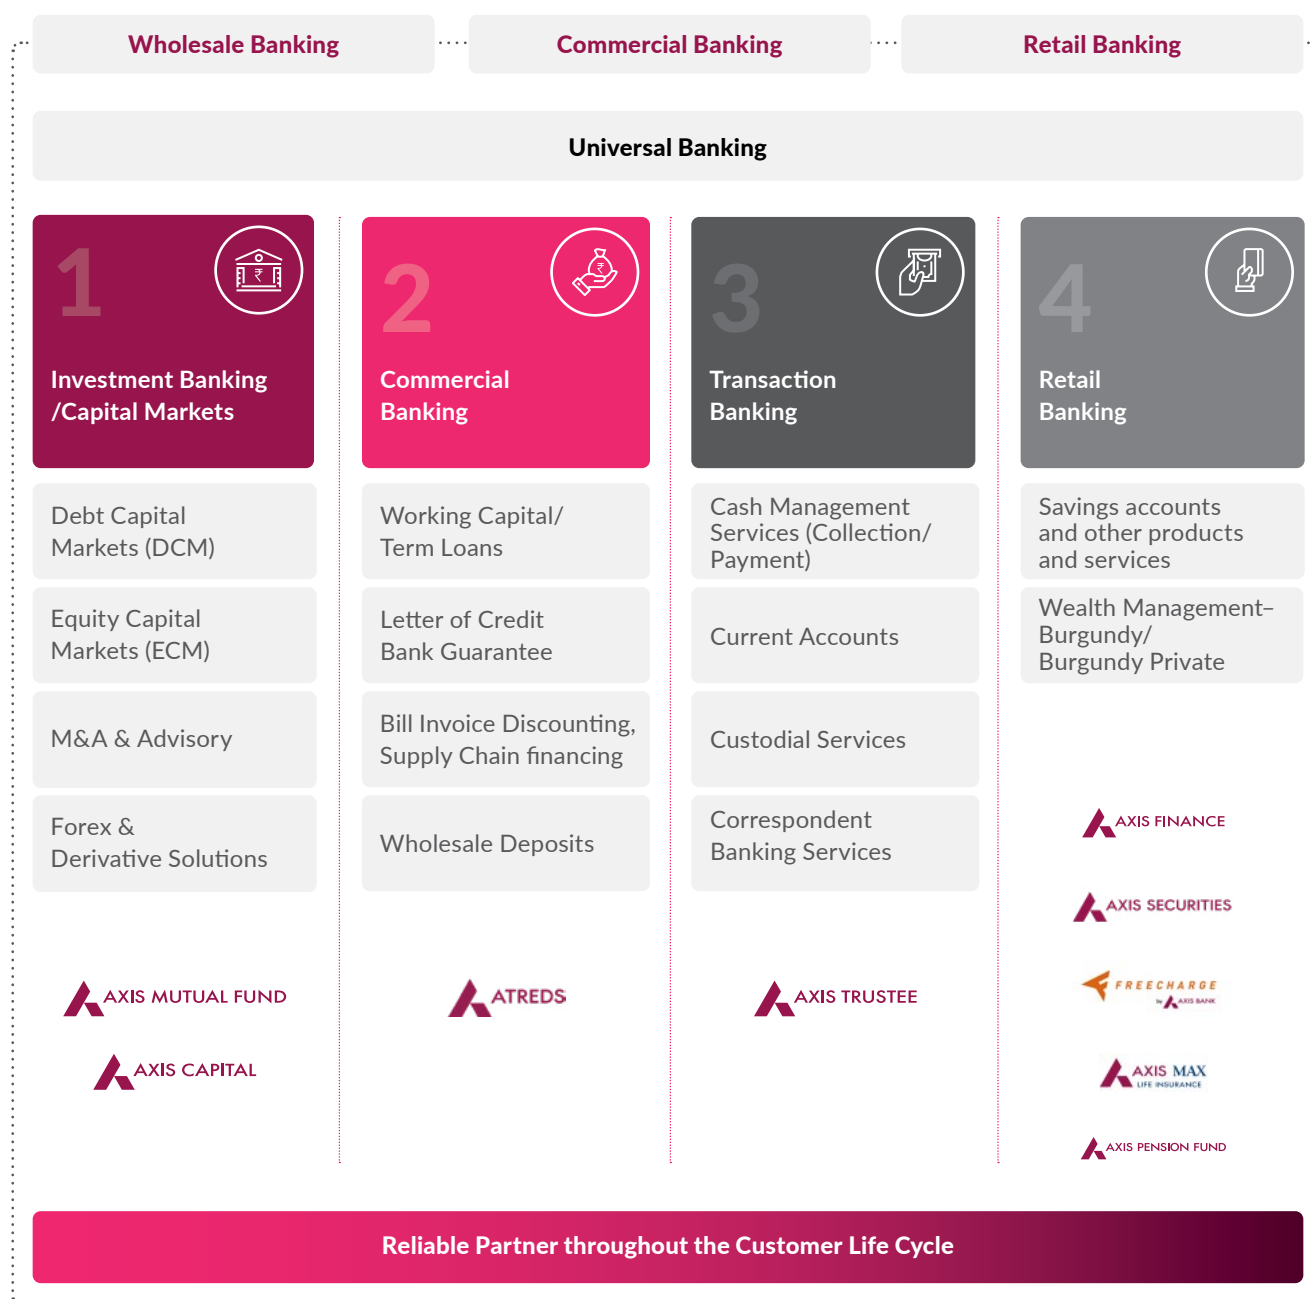 Wholesale Banking
Commercial Banking
Retail Banking
Universal Banking
1
Investment Banking
/Capital Markets
Debt Capital
Markets (DCM)
Equity Capital
Markets (ECM)
M&A & Advisory
Forex &
Derivative Solutions
AXIS MUTUAL FUND
AXIS CAPITAL
2
Commercial
Banking
Working Capital/
Term Loans
Letter of Credit
Bank Guarantee
Bill Invoice Discounting,
Supply Chain financing
Wholesale Deposits
ATREDS
3
Transaction
Banking
Cash Management
Services (Collection/
Payment)
Current Accounts
Custodial Services
Correspondent
Banking Services
AXIS TRUSTEE
4
Retail
Banking
Savings accounts
and other products
and services
Wealth Management–
Burgundy/
Burgundy Private
AXIS FINANCE
AXIS SECURITIES
FREECHARGE
by AXIS BANK
AXIS MAX
LIFE INSURANCE
AXIS PENSION FUND
Reliable Partner throughout the Customer Life Cycle